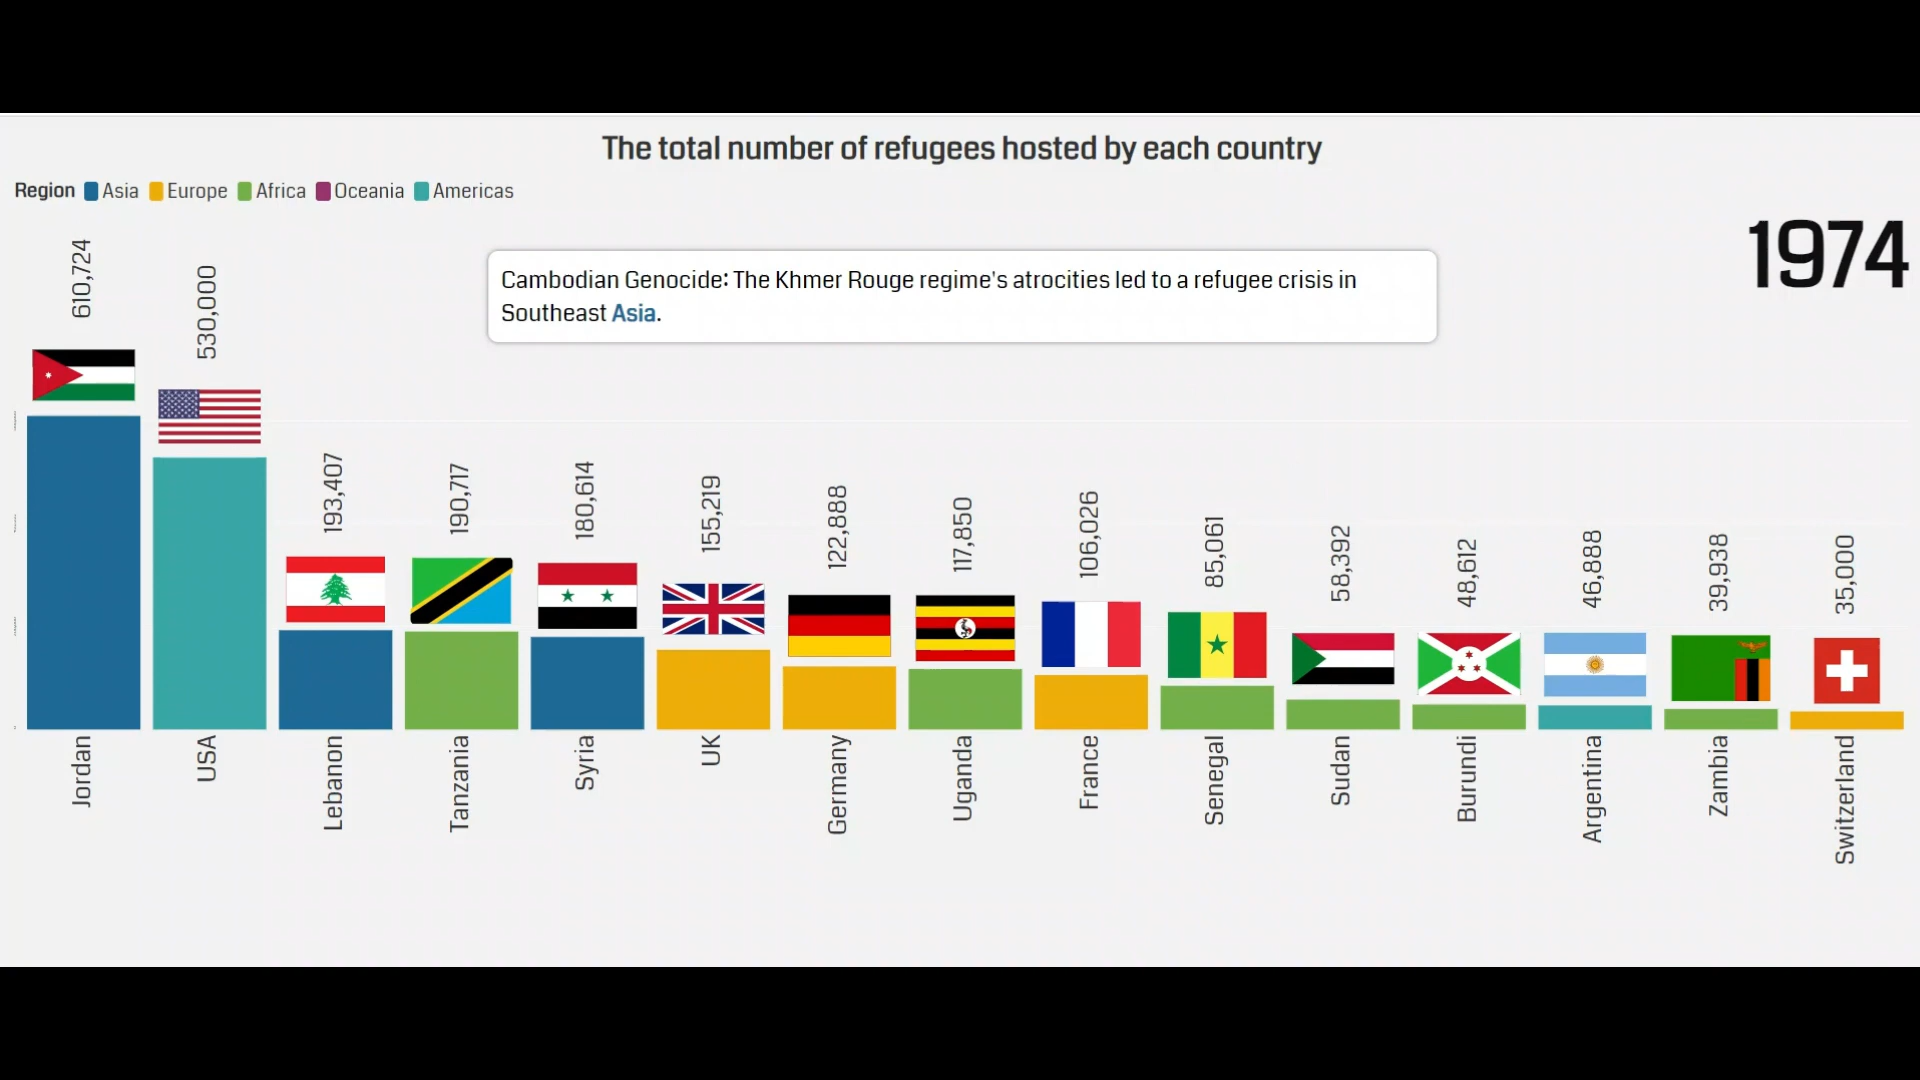 The total number of refugees hosted by each country
Region Asia Europe Africa Oceania Americas
1974
Cambodian Genocide: The Khmer Rouge regime's atrocities led to a refugee crisis in
Southeast Asia.
610,724
530,000
193,407
190,717
180,614
155,219
122,888
117,850
106,026
85,061
58,392
48,612
46,888
39,938
35,000
Jordan
USA
Lebanon
Tanzania
Syria
UK
Germany
Uganda
France
Senegal
Sudan
Burundi
Argentina
Zambia
Switzerland